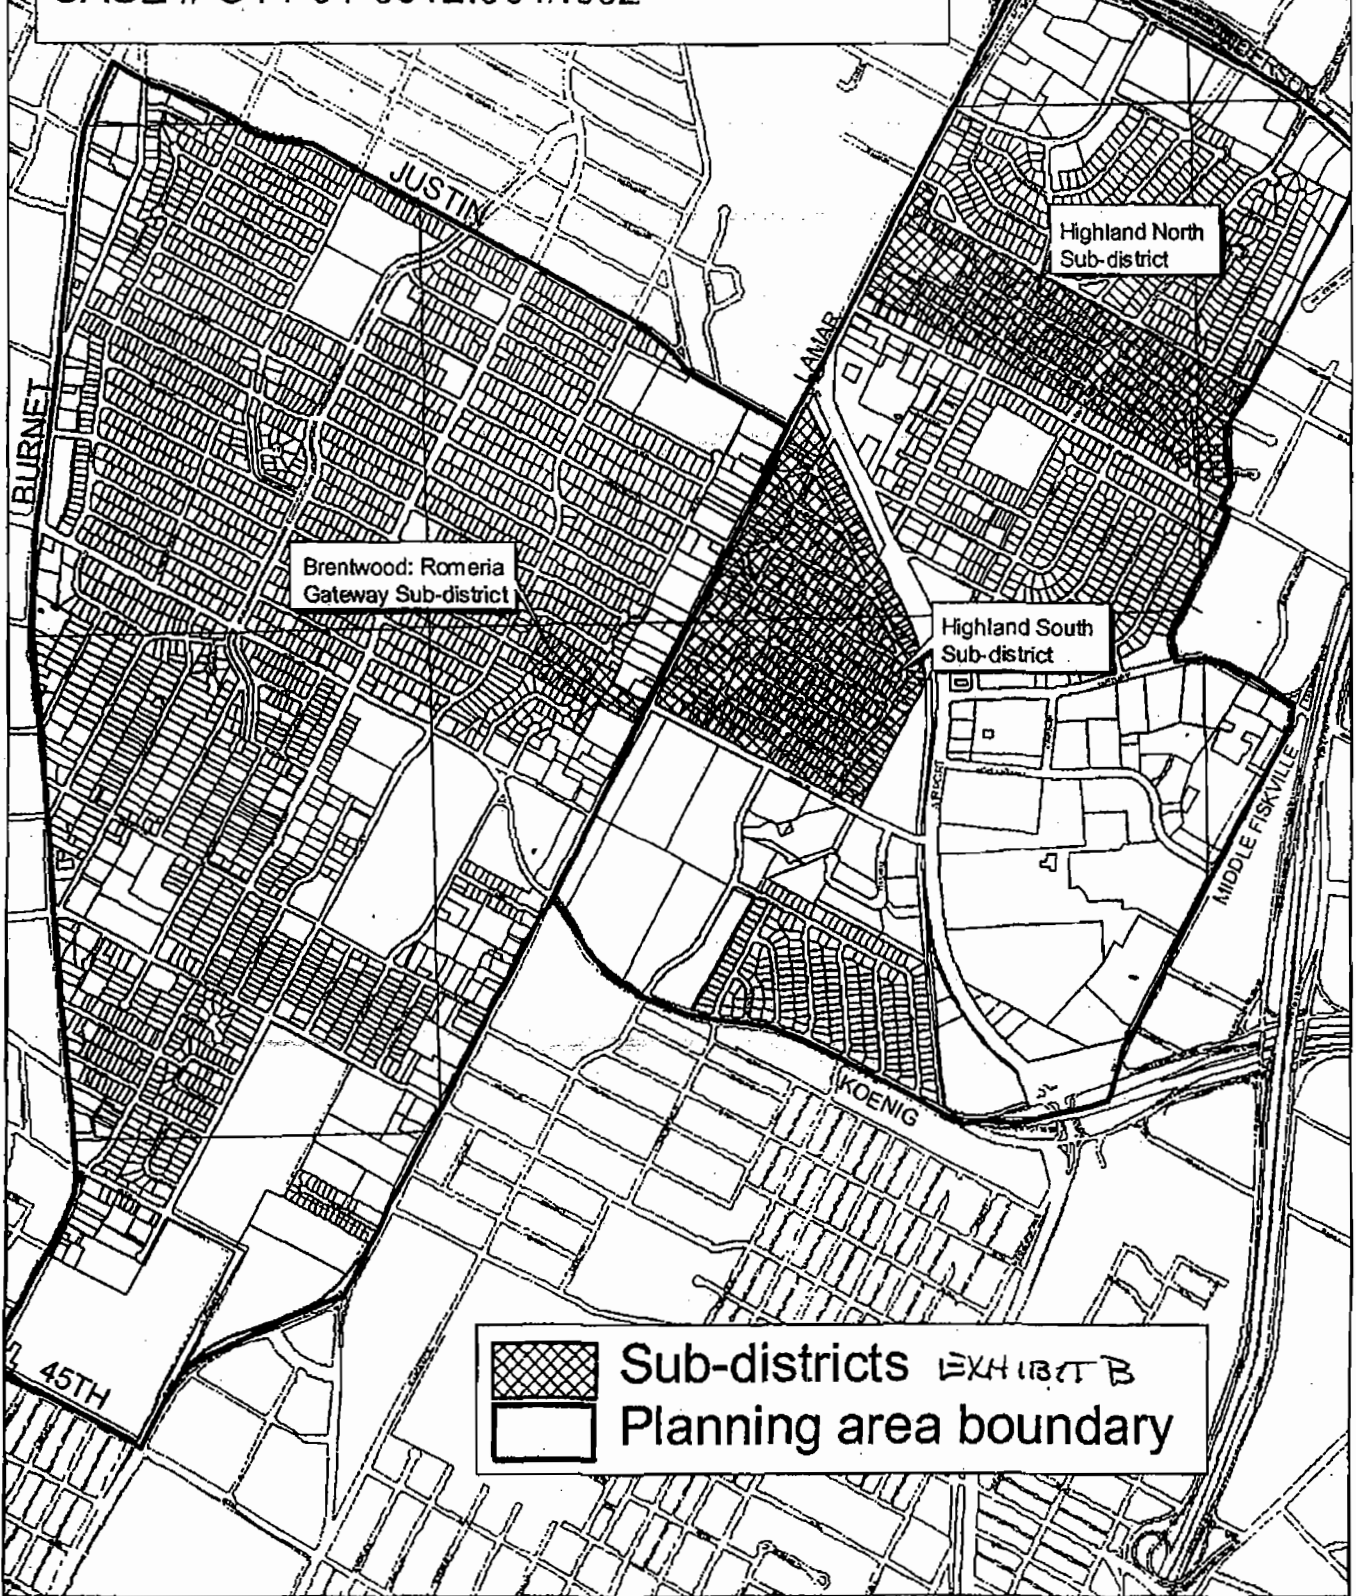 ANDERSON
JUSTIN
Highland North
Sub-district
LAMAR
BURNET
Brentwood: Romeria
Gateway Sub-district
Highland South
Sub-district
MIDDLE FISKVILLE
KOENIG
45TH
Sub-districts EXHIBIT B
Planning area boundary